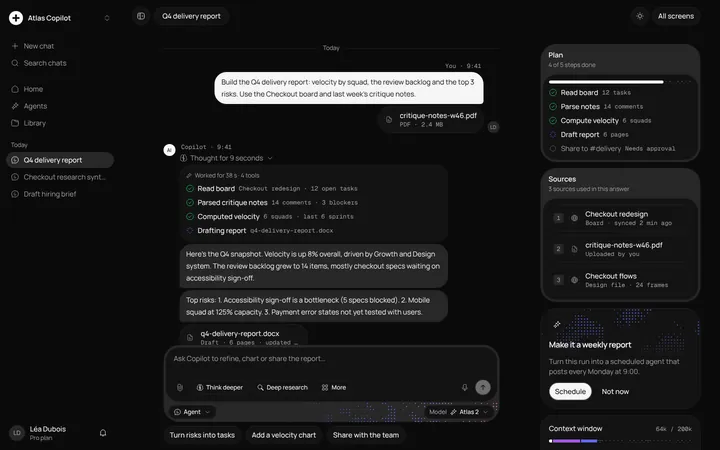 Atlas Copilot
New chat
Search chats
Home
Agents
Library
Today
Q4 delivery report
Checkout research synt...
Draft hiring brief
LD
Léa Dubois
Pro plan
Q4 delivery report
All screens
Today
You · 9:41
Build the Q4 delivery report: velocity by squad, the review backlog and the top 3
risks. Use the Checkout board and last week's critique notes.
critique-notes-w46.pdf
PDF · 2.4 MB
LD
AI
Copilot · 9:41
Thought for 9 seconds
Worked for 38 s · 4 tools
Read board Checkout redesign · 12 open tasks
Parsed critique notes 14 comments · 3 blockers
Computed velocity 6 squads · last 6 sprints
Drafting report q4-delivery-report.docx
Here's the Q4 snapshot. Velocity is up 8% overall, driven by Growth and Design
system. The review backlog grew to 14 items, mostly checkout specs waiting on
accessibility sign-off.
Top risks: 1. Accessibility sign-off is a bottleneck (5 specs blocked). 2. Mobile
squad at 125% capacity. 3. Payment error states not yet tested with users.
q4-delivery-report.docx
Draft · 6 pages · updated …
Ask Copilot to refine, chart or share the report...
Think deeper
Deep research
More
Agent
Model
Atlas 2
Turn risks into tasks
Add a velocity chart
Share with the team
Plan
4 of 5 steps done
Read board 12 tasks
Parse notes 14 comments
Compute velocity 6 squads
Draft report 6 pages
Share to #delivery Needs approval
Sources
3 sources used in this answer
1
Checkout redesign
Board · synced 2 min ago
2
critique-notes-w46.pdf
Uploaded by you
3
Checkout flows
Design file · 24 frames
Make it a weekly report
Turn this run into a scheduled agent that
posts every Monday at 9:00.
Schedule
Not now
Context window
64k / 200k